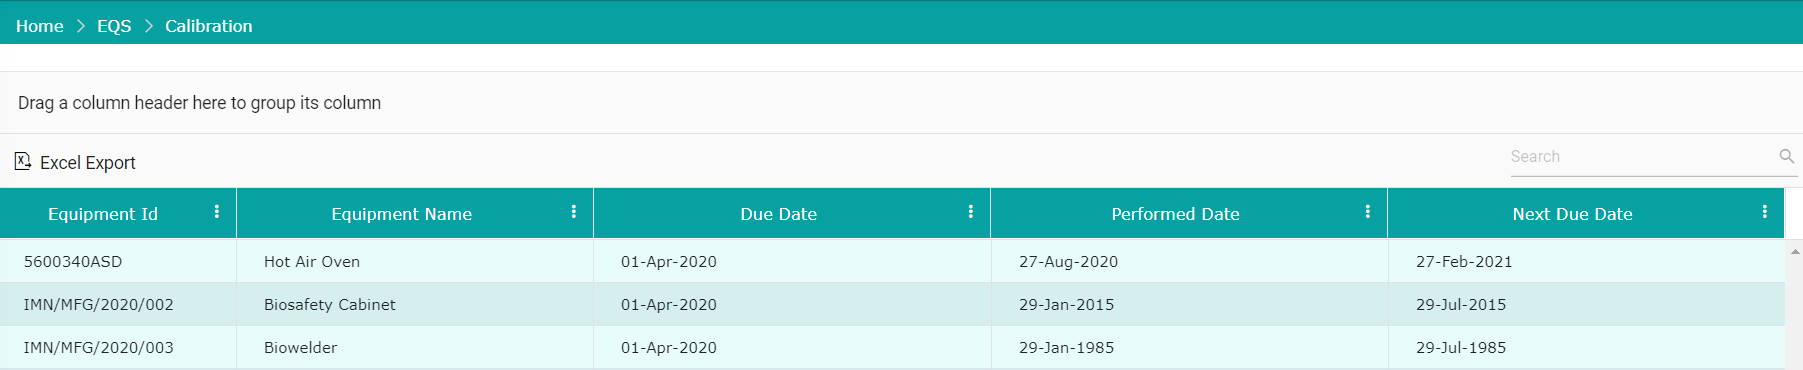 Home > EQS > Calibration
Drag a column header here to group its column
Excel Export
Search
Equipment Id Equipment Name Due Date Performed Date Next Due Date
5600340ASD Hot Air Oven 01-Apr-2020 27-Aug-2020 27-Feb-2021
IMN/MFG/2020/002 Biosafety Cabinet 01-Apr-2020 29-Jan-2015 29-Jul-2015
IMN/MFG/2020/003 Biowelder 01-Apr-2020 29-Jan-1985 29-Jul-1985